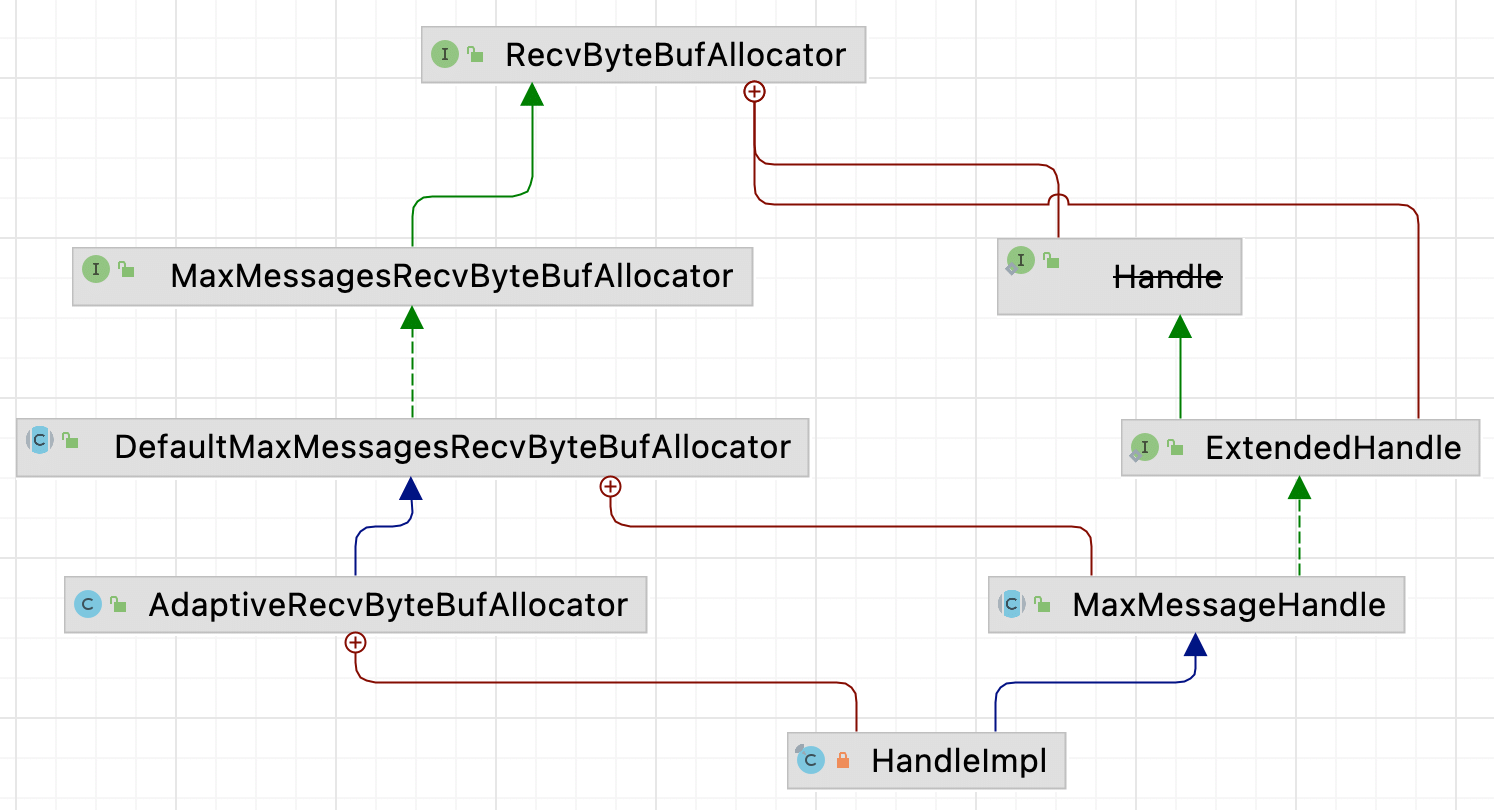 I RecvByteBufAllocator
I MaxMessagesRecvByteBufAllocator
I Handle
C DefaultMaxMessagesRecvByteBufAllocator
I ExtendedHandle
C AdaptiveRecvByteBufAllocator
C MaxMessageHandle
C HandleImpl